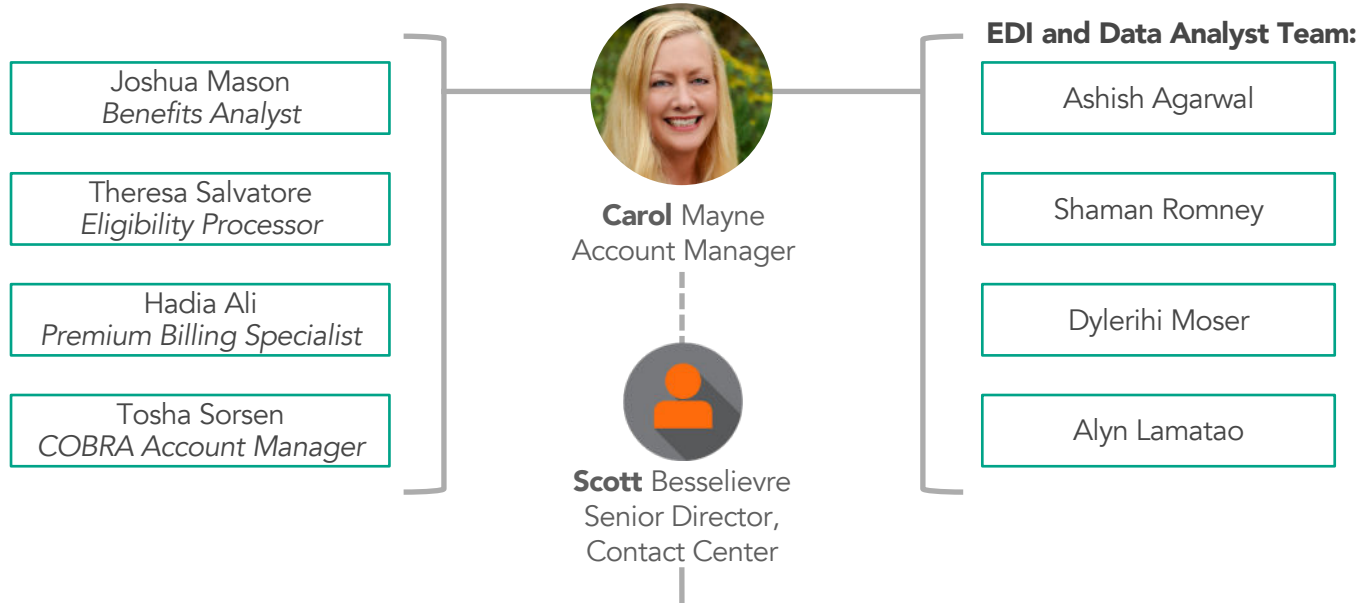 Joshua Mason
Benefits Analyst
Theresa Salvatore
Eligibility Processor
Hadia Ali
Premium Billing Specialist
Tosha Sorsen
COBRA Account Manager
Carol Mayne
Account Manager
Scott Besselievre
Senior Director,
Contact Center
EDI and Data Analyst Team:
Ashish Agarwal
Shaman Romney
Dylerihi Moser
Alyn Lamatao